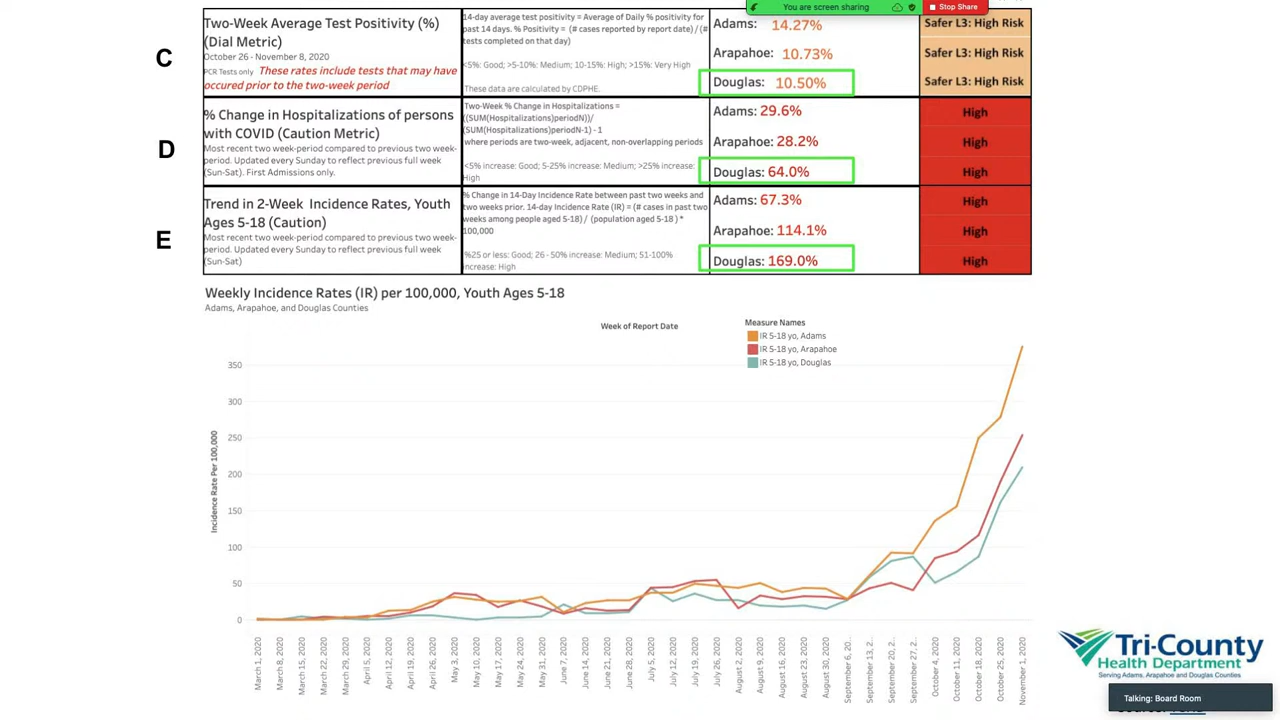 You are screen sharing
Stop Share
C
Two-Week Average Test Positivity (%)
(Dial Metric)
October 26 - November 8, 2020
PCR Tests only These rates include tests that may have
occured prior to the two-week period
14-day average test positivity = Average of Daily % positivity for
past 14 days. % Positivity = (# cases reported by report date) / (#
tests completed on that day)
<5%: Good; >5-10%: Medium; 10-15%: High; >15%: Very High
These data are calculated by CDPHE.
Adams: 14.27%
Arapahoe: 10.73%
Douglas: 10.50%
Safer L3: High Risk
Safer L3: High Risk
Safer L3: High Risk
D
% Change in Hospitalizations of persons
with COVID (Caution Metric)
Most recent two week-period compared to previous two week-
period. Updated every Sunday to reflect previous full week
(Sun-Sat). First Admissions only.
Two-Week % Change in Hospitalizations =
((SUM(Hospitalizations)periodN))/
(SUM(Hospitalizations)periodN-1) - 1
where periods are two-week, adjacent, non-overlapping periods
<5% increase: Good; 5-25% increase: Medium; >25% increase:
High
Adams: 29.6%
Arapahoe: 28.2%
Douglas: 64.0%
High
High
High
E
Trend in 2-Week Incidence Rates, Youth
Ages 5-18 (Caution)
Most recent two week-period compared to previous two week-
period. Updated every Sunday to reflect previous full week
(Sun-Sat)
% Change in 14-Day Incidence Rate between past two weeks and
two weeks prior. 14-day Incidence Rate (IR) = (# cases in past two
weeks among people aged 5-18) / (population aged 5-18 ) *
100,000
%25 or less: Good; 26 - 50% increase: Medium; 51-100%
increase: High
Adams: 67.3%
Arapahoe: 114.1%
Douglas: 169.0%
High
High
High
Weekly Incidence Rates (IR) per 100,000, Youth Ages 5-18
Adams, Arapahoe, and Douglas Counties
Week of Report Date
Measure Names
IR 5-18 yo, Adams
IR 5-18 yo, Arapahoe
IR 5-18 yo, Douglas
Incidence Rate Per 100,000
350
300
250
200
150
100
50
0
March 1, 2020
March 8, 2020
March 15, 2020
March 22, 2020
March 29, 2020
April 5, 2020
April 12, 2020
April 19, 2020
April 26, 2020
May 3, 2020
May 10, 2020
May 17, 2020
May 24, 2020
May 31, 2020
June 7, 2020
June 14, 2020
June 21, 2020
June 28, 2020
July 5, 2020
July 12, 2020
July 19, 2020
July 26, 2020
August 2, 2020
August 9, 2020
August 16, 2020
August 23, 2020
August 30, 2020
September 6, 20..
September 13, 2..
September 20, 2..
September 27, 2..
October 4, 2020
October 11, 2020
October 18, 2020
October 25, 2020
November 1, 2020
Tri-County
Health Department
Serving Adams, Arapahoe and Douglas Counties
Talking: Board Room